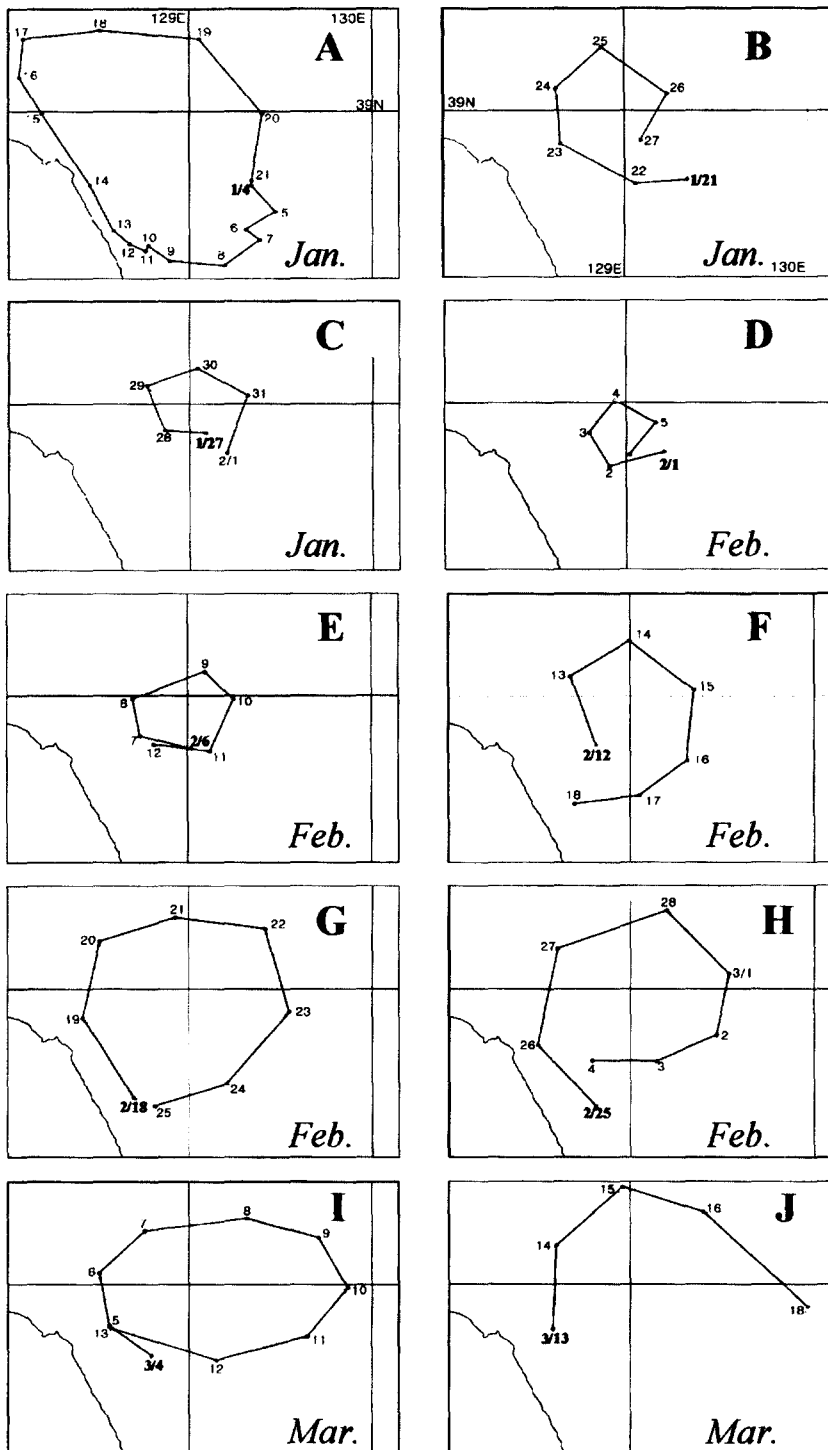 129E 130E
17 18 19 A
16
39N
15 20
14 21
1/4
5
13 6 7
12 10
11 9 8
Jan.
25 B
24 26
39N
27
23
22 1/21
Jan.
129E 130E
C
30
29 31
28 1/27
2/1
Jan.
D
4
5
3
2 2/1
Feb.
E
9
8 10
7 2/6
12 11
Feb.
F
14
13
15
2/12
16
18 17
Feb.
G
21
20 22
19 23
24
2/18 25
Feb.
28 H
27
3/1
2
26
4 3
2/25
Feb.
I
8
7 9
6
10
5
13 11
3/4 12
Mar.
15 J
16
14
18
3/13
Mar.